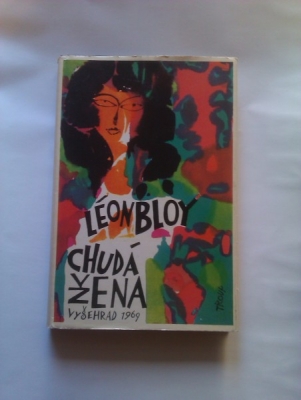 LÉON BLOY
CHUDÁ
ŽENA
VYŠEHRAD 1969